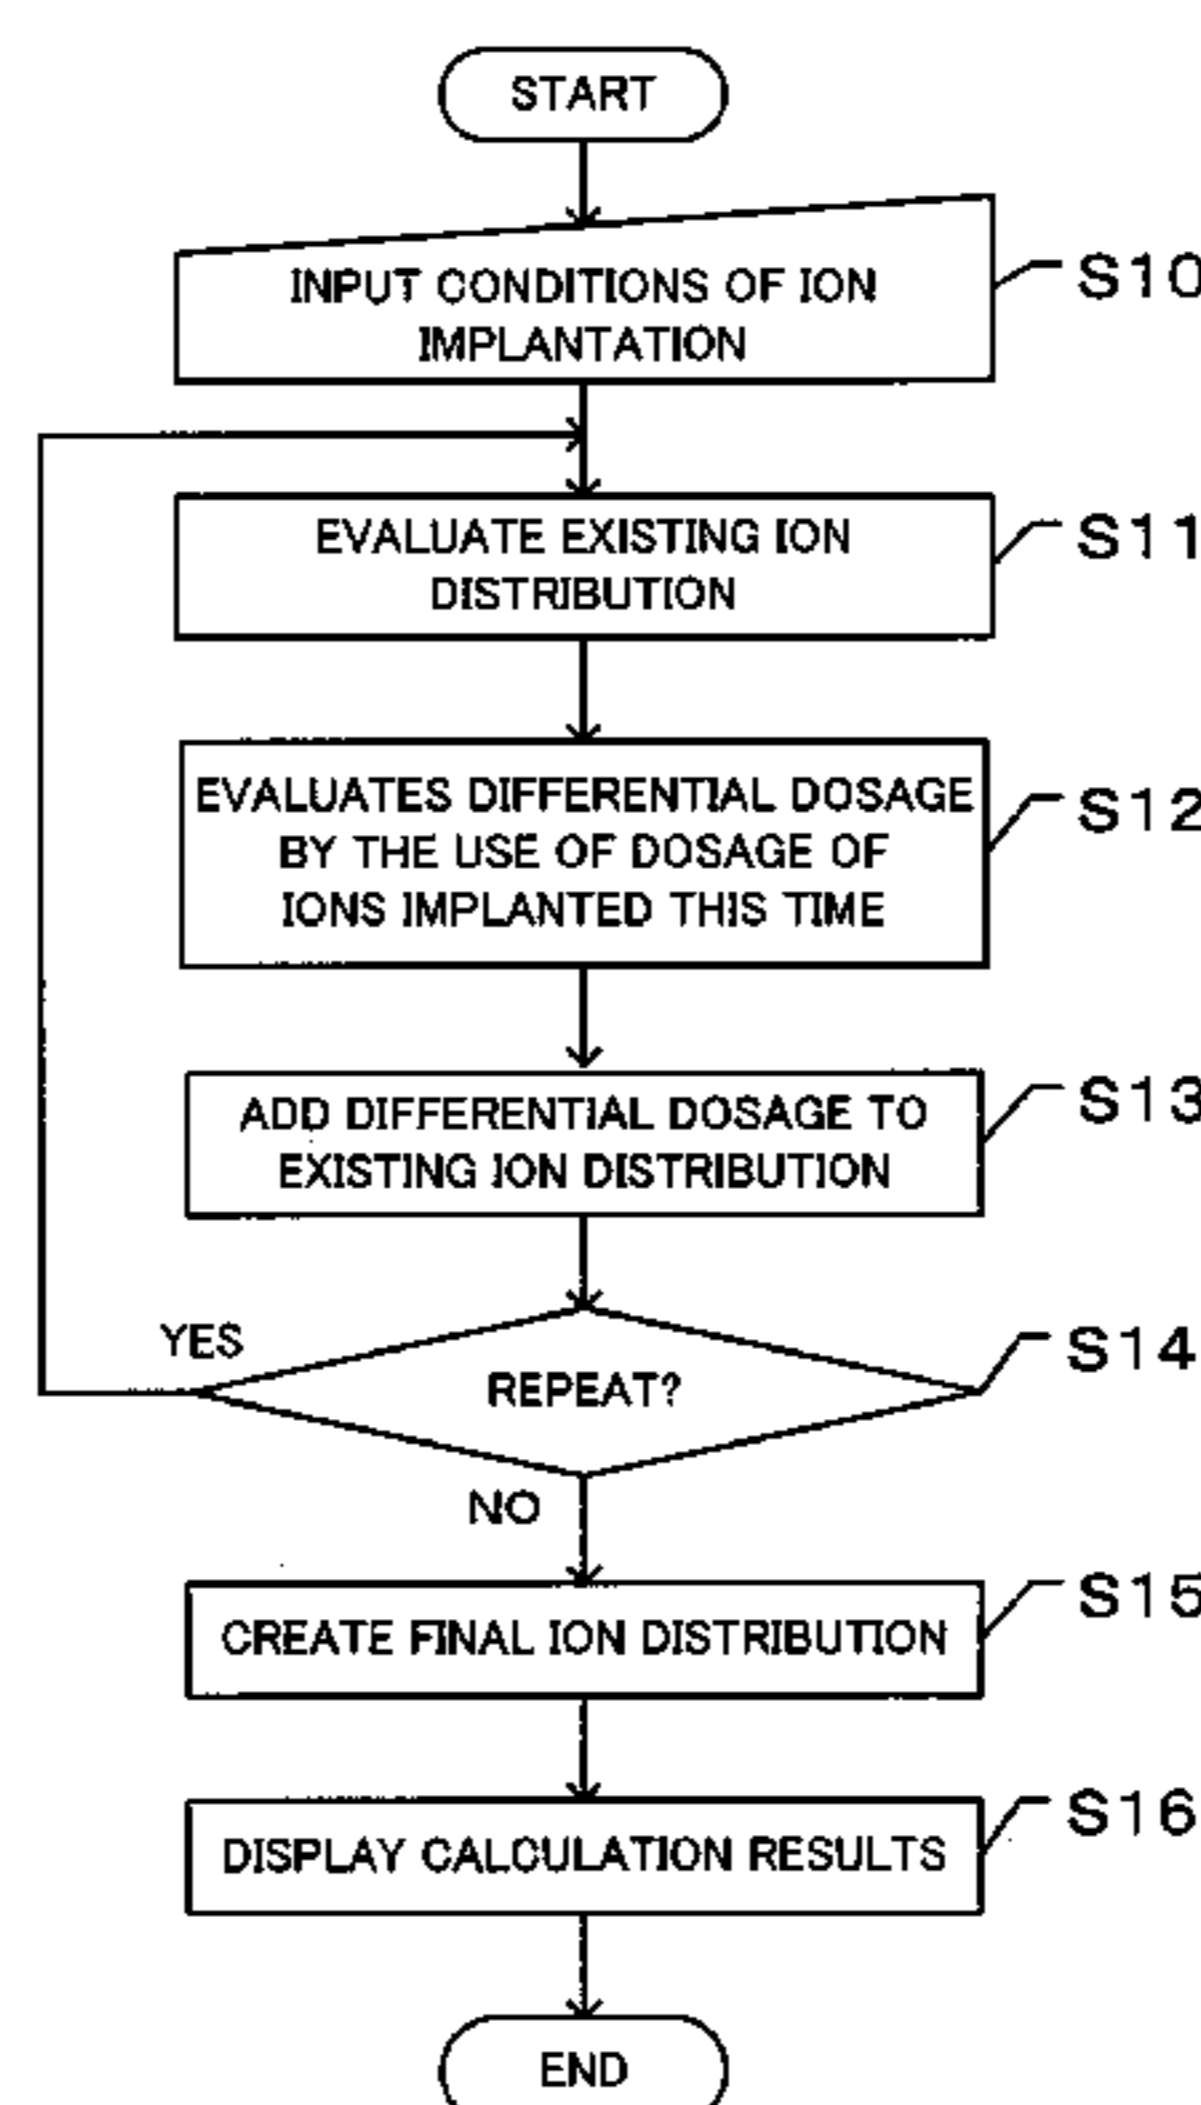 START
INPUT CONDITIONS OF ION
IMPLANTATION
S10
EVALUATE EXISTING ION
DISTRIBUTION
S11
EVALUATES DIFFERENTIAL DOSAGE
BY THE USE OF DOSAGE OF
IONS IMPLANTED THIS TIME
S12
ADD DIFFERENTIAL DOSAGE TO
EXISTING ION DISTRIBUTION
S13
YES
REPEAT?
S14
NO
CREATE FINAL ION DISTRIBUTION
S15
DISPLAY CALCULATION RESULTS
S16
END